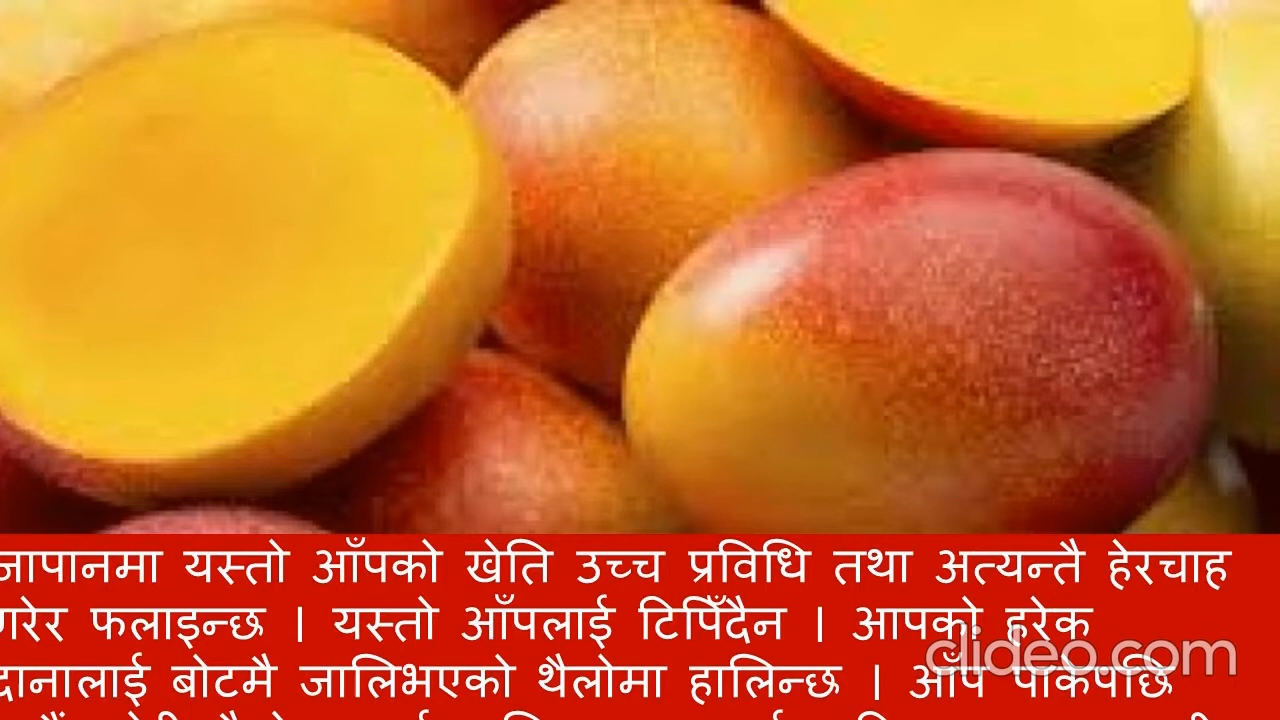 जापानमा यस्तो आँपको खेति उच्च प्रविधि तथा अत्यन्तै हेरचाह
गरेर फलाइन्छ । यस्तो आँपलाई टिपिँदैन । आपको हरेक
दानालाई बोटमै जालिभएको थैलोमा हालिन्छ । आँप पाकेपछि
clideo.com